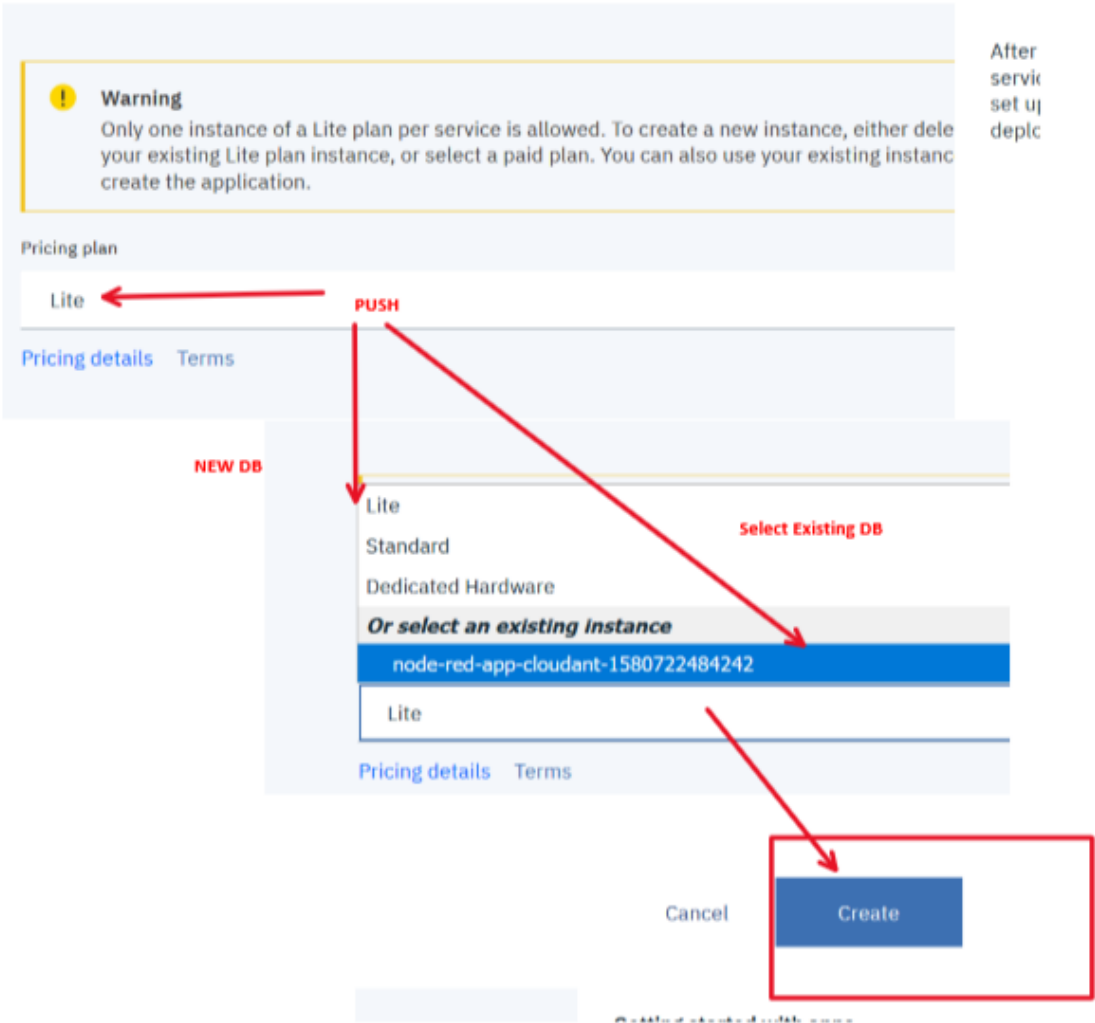 After
Warning
Only one instance of a Lite plan per service is allowed. To create a new instance, either dele
your existing Lite plan instance, or select a paid plan. You can also use your existing instanc
create the application.
servic
set up
deplo
Pricing plan
Lite
PUSH
Pricing details Terms
NEW DB
Lite
Select Existing DB
Standard
Dedicated Hardware
Or select an existing instance
node-red-app-cloudant-1580722484242
Lite
Pricing details Terms
Cancel Create